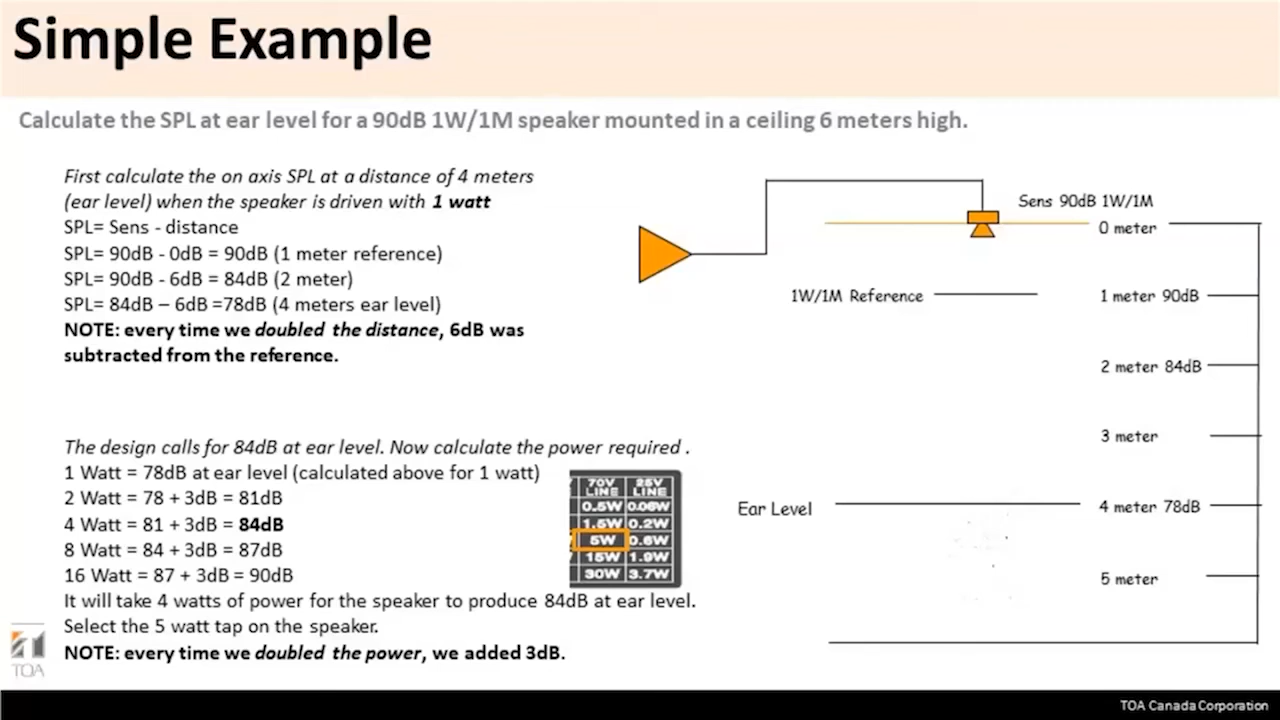 Simple Example
Calculate the SPL at ear level for a 90dB 1W/1M speaker mounted in a ceiling 6 meters high.
First calculate the on axis SPL at a distance of 4 meters
(ear level) when the speaker is driven with 1 watt
SPL= Sens - distance
SPL= 90dB - 0dB = 90dB (1 meter reference)
SPL= 90dB - 6dB = 84dB (2 meter)
SPL= 84dB – 6dB =78dB (4 meters ear level)
NOTE: every time we doubled the distance, 6dB was
subtracted from the reference.
The design calls for 84dB at ear level. Now calculate the power required .
1 Watt = 78dB at ear level (calculated above for 1 watt)
2 Watt = 78 + 3dB = 81dB
4 Watt = 81 + 3dB = 84dB
8 Watt = 84 + 3dB = 87dB
16 Watt = 87 + 3dB = 90dB
It will take 4 watts of power for the speaker to produce 84dB at ear level.
Select the 5 watt tap on the speaker.
NOTE: every time we doubled the power, we added 3dB.
70V 25V
LINE LINE
0.5W 0.06W
1.5W 0.2W
5W 0.6W
15W 1.9W
30W 3.7W
Sens 90dB 1W/1M
0 meter
1W/1M Reference
1 meter 90dB
2 meter 84dB
3 meter
Ear Level
4 meter 78dB
5 meter
TOA
TOA Canada Corporation